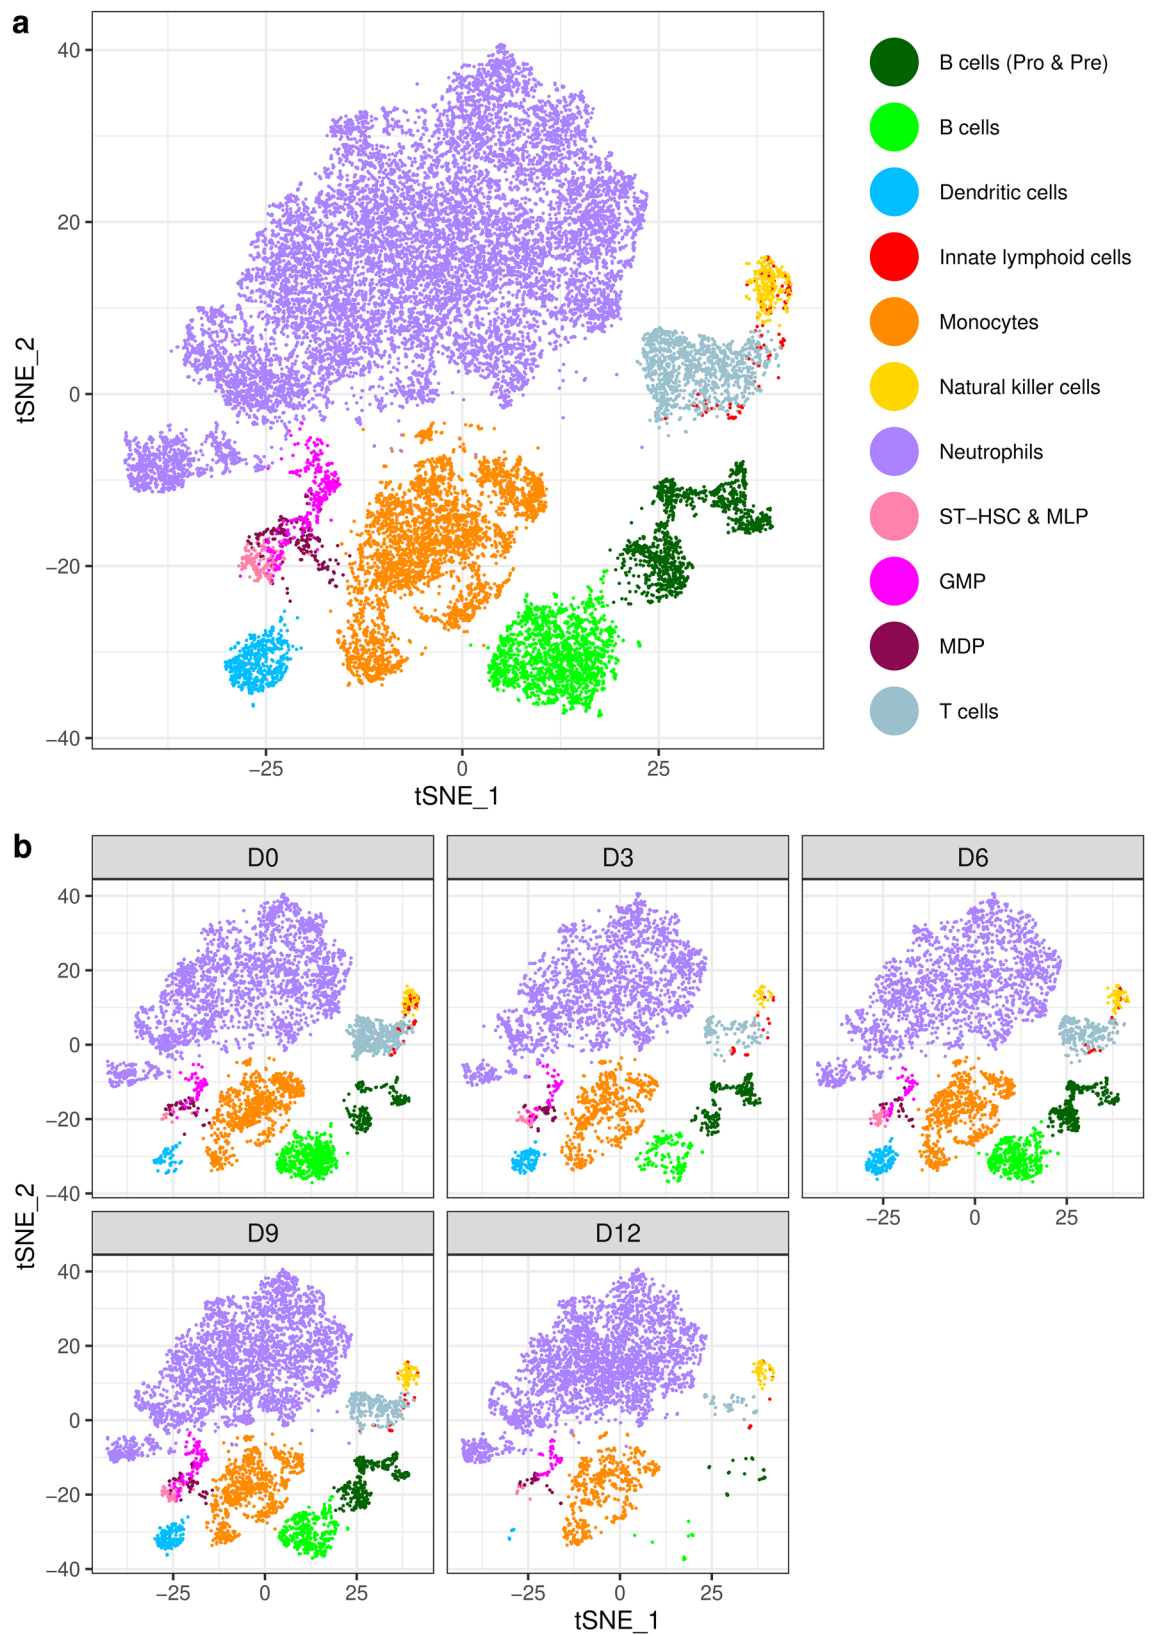 a
40
20
0
−20
−40
tSNE_2
−25
0
25
tSNE_1
B cells (Pro & Pre)
B cells
Dendritic cells
Innate lymphoid cells
Monocytes
Natural killer cells
Neutrophils
ST−HSC & MLP
GMP
MDP
T cells
b
D0
D3
D6
40
20
0
−20
−40
−25
0
25
tSNE_2
D9
D12
40
20
0
−20
−40
−25
0
25
−25
0
25
tSNE_1